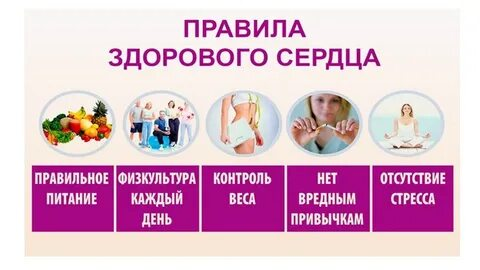 ПРАВИЛА
ЗДОРОВОГО СЕРДЦА
ПРАВИЛЬНОЕ
ПИТАНИЕ
ФИЗКУЛЬТУРА
КАЖДЫЙ
ДЕНЬ
КОНТРОЛЬ
ВЕСА
НЕТ
ВРЕДНЫМ
ПРИВЫЧКАМ
ОТСУТСТВИЕ
СТРЕССА